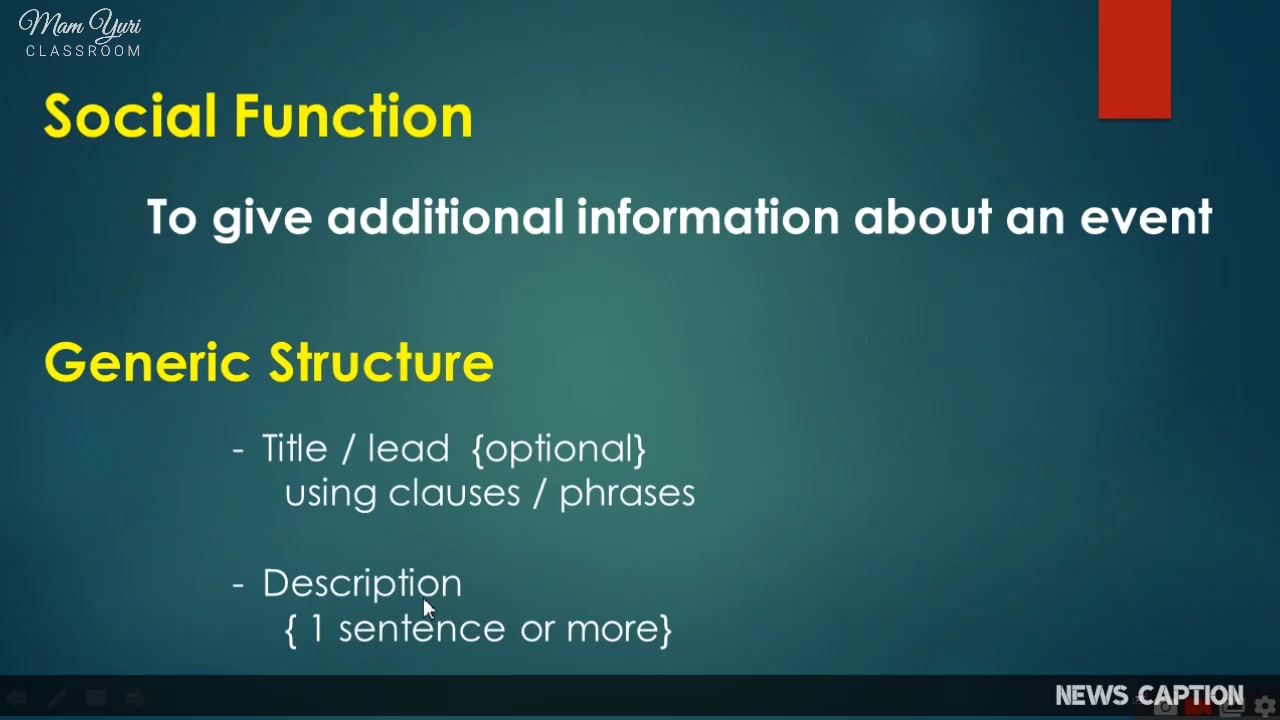 Mam Yuri
CLASSROOM
Social Function
To give additional information about an event
Generic Structure
- Title / lead {optional}
using clauses / phrases
- Description
{ 1 sentence or more}
NEWS CAPTION